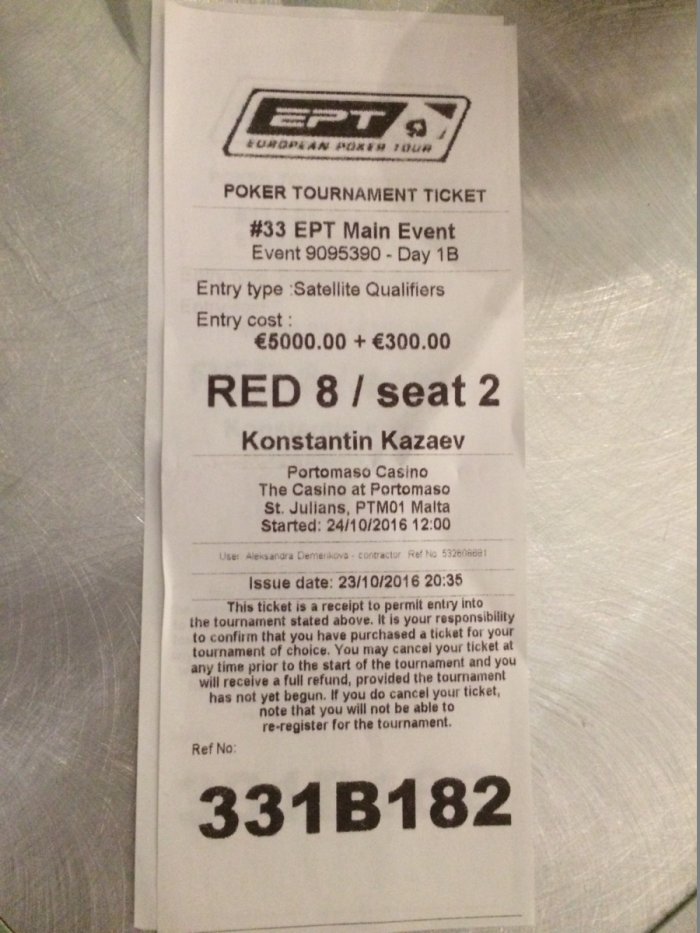 EPT
EUROPEAN POKER TOUR
POKER TOURNAMENT TICKET
#33 EPT Main Event
Event 9095390 - Day 1B
Entry type :Satellite Qualifiers
Entry cost :
€5000.00 + €300.00
RED 8 / seat 2
Konstantin Kazaev
Portomaso Casino
The Casino at Portomaso
St. Julians, PTM01 Malta
Started: 24/10/2016 12:00
User: Aleksandra Demenkova - contractor Ref No
Issue date: 23/10/2016 20:35
This ticket is a receipt to permit entry into
the tournament stated above. It is your responsibility
to confirm that you have purchased a ticket for your
tournament of choice. You may cancel your ticket at
any time prior to the start of the tournament and you
will receive a full refund, provided the tournament
has not yet begun. If you do cancel your ticket,
note that you will not be able to
re-register for the tournament.
Ref No:
331B182